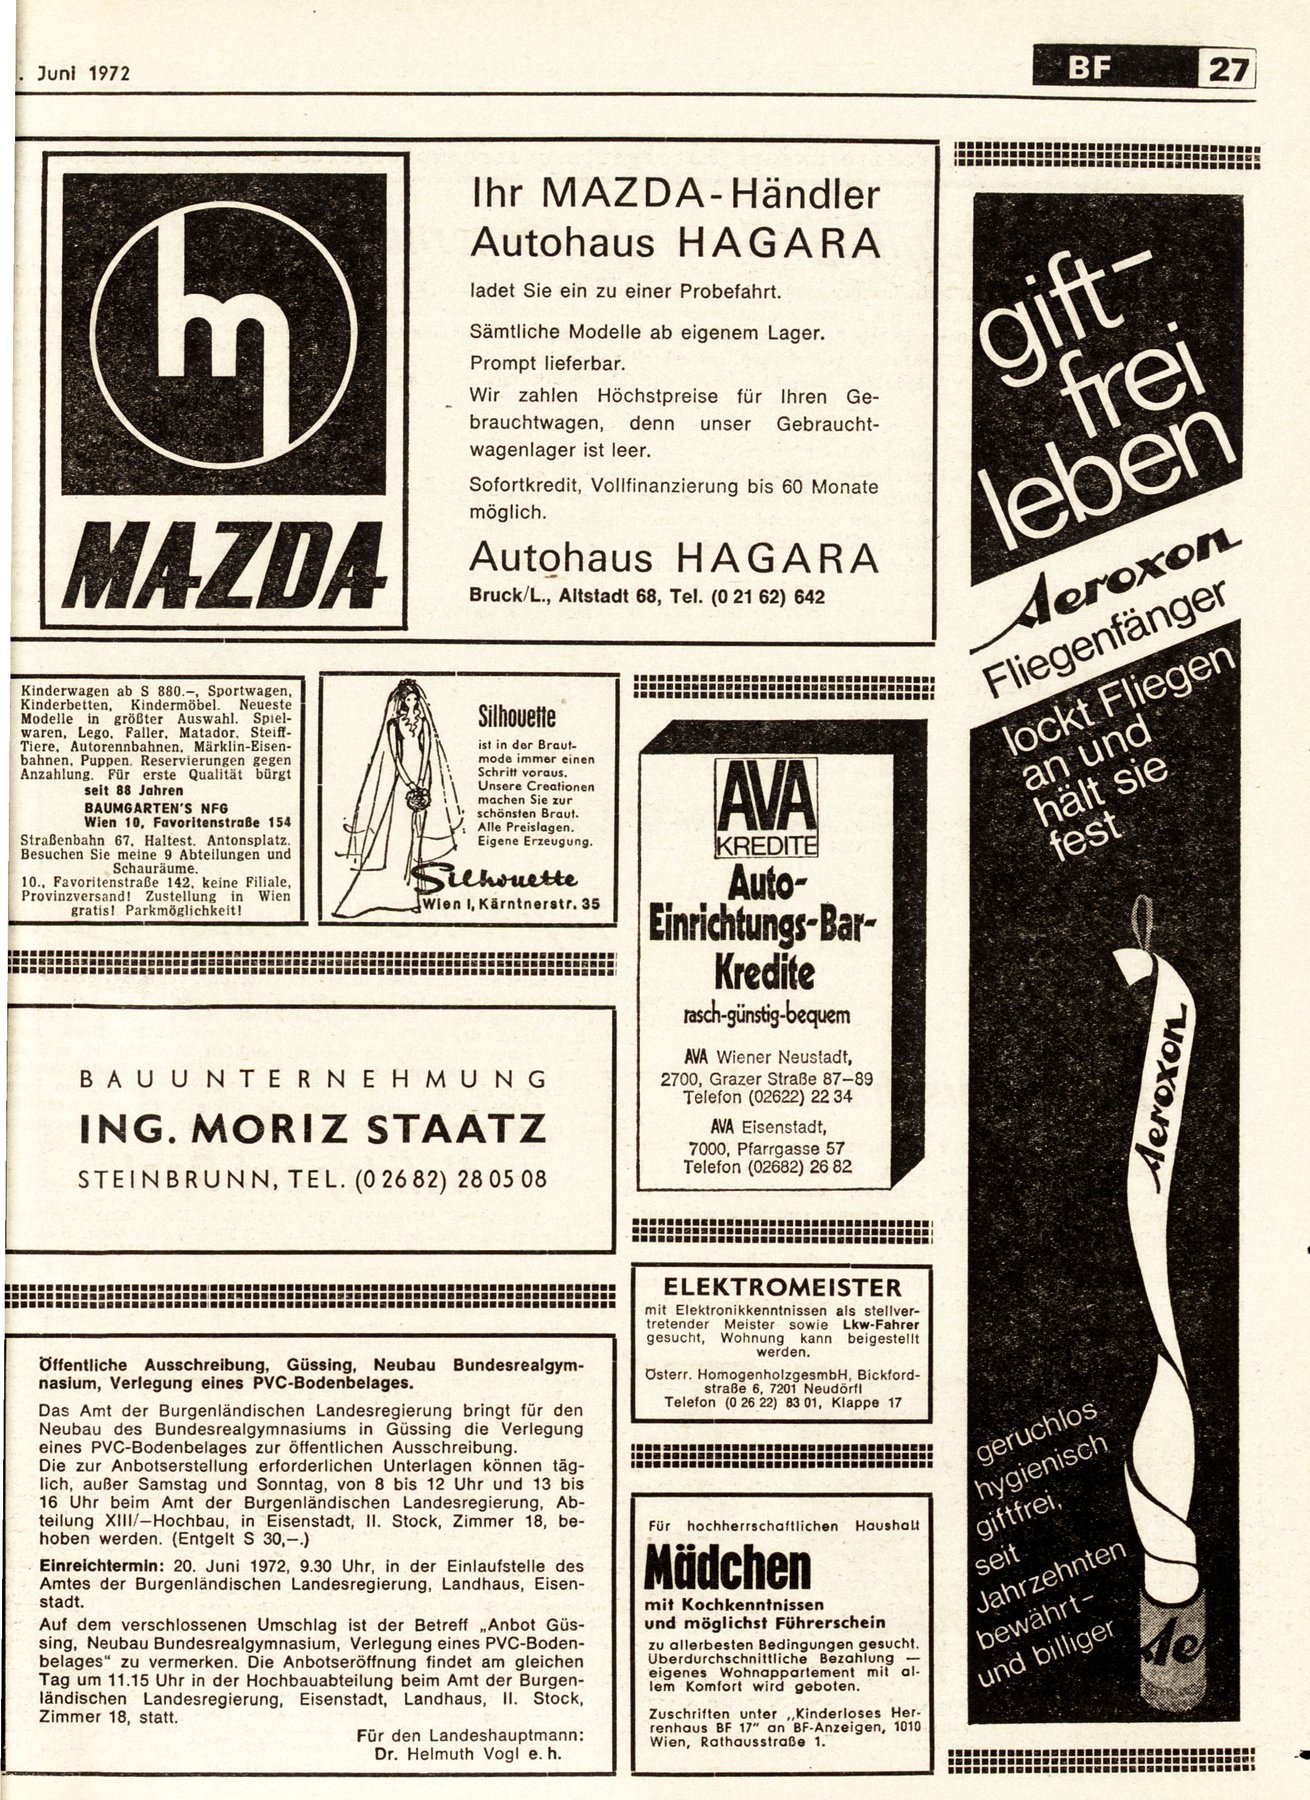 . Juni 1972
BF 27
m
MAZDA
Ihr MAZDA-Händler
Autohaus HAGARA
ladet Sie ein zu einer Probefahrt.
Sämtliche Modelle ab eigenem Lager.
Prompt lieferbar.
Wir zahlen Höchstpreise für Ihren Ge-
brauchtwagen, denn unser Gebraucht-
wagenlager ist leer.
Sofortkredit, Vollfinanzierung bis 60 Monate
möglich.
Autohaus HAGARA
Bruck/L., Altstadt 68, Tel. (0 21 62) 642
Kinderwagen ab S 880.–, Sportwagen,
Kinderbetten, Kindermöbel. Neueste
Modelle in größter Auswahl. Spiel-
waren, Lego, Faller, Matador, Steiff-
Tiere, Autorennbahnen, Märklin-Eisen-
bahnen, Puppen. Reservierungen gegen
Anzahlung. Für erste Qualität bürgt
seit 88 Jahren
BAUMGARTEN'S NFG
Wien 10, Favoritenstraße 154
Straßenbahn 67, Haltest. Antonsplatz.
Besuchen Sie meine 9 Abteilungen und
Schauräume.
10., Favoritenstraße 142, keine Filiale,
Provinzversand! Zustellung in Wien
gratis! Parkmöglichkeit!
Silhouette
ist in der Braut-
mode immer einen
Schritt voraus.
Unsere Creationen
machen Sie zur
schönsten Braut.
Alle Preislagen.
Eigene Erzeugung.
Silhouette
Wien I, Kärntnerstr. 35
BAUUNTERNEHMUNG
ING. MORIZ STAATZ
STEINBRUNN, TEL. (0 26 82) 28 05 08
Öffentliche Ausschreibung, Güssing, Neubau Bundesrealgym-
nasium, Verlegung eines PVC-Bodenbelages.
Das Amt der Burgenländischen Landesregierung bringt für den
Neubau des Bundesrealgymnasiums in Güssing die Verlegung
eines PVC-Bodenbelages zur öffentlichen Ausschreibung.
Die zur Anbotserstellung erforderlichen Unterlagen können täg-
lich, außer Samstag und Sonntag, von 8 bis 12 Uhr und 13 bis
16 Uhr beim Amt der Burgenländischen Landesregierung, Ab-
teilung XIII/—Hochbau, in Eisenstadt, II. Stock, Zimmer 18, be-
hoben werden. (Entgelt S 30,–.)
Einreichtermin: 20. Juni 1972, 9.30 Uhr, in der Einlaufstelle des
Amtes der Burgenländischen Landesregierung, Landhaus, Eisen-
stadt.
Auf dem verschlossenen Umschlag ist der Betreff „Anbot Güs-
sing, Neubau Bundesrealgymnasium, Verlegung eines PVC-Boden-
belages“ zu vermerken. Die Anbotseröffnung findet am gleichen
Tag um 11.15 Uhr in der Hochbauabteilung beim Amt der Burgen-
ländischen Landesregierung, Eisenstadt, Landhaus, II. Stock,
Zimmer 18, statt.
Für den Landeshauptmann:
Dr. Helmuth Vogl e. h.
AVA
KREDITE
Auto-
Einrichtungs-Bar-
Kredite
rasch-günstig-bequem
AVA Wiener Neustadt,
2700, Grazer Straße 87–89
Telefon (02622) 22 34
AVA Eisenstadt,
7000, Pfarrgasse 57
Telefon (02682) 26 82
ELEKTROMEISTER
mit Elektronikkenntnissen als stellver-
tretender Meister sowie Lkw-Fahrer
gesucht, Wohnung kann beigestellt
werden.
Österr. HomogenholzgesmbH, Bickford-
straße 6, 7201 Neudörfl
Telefon (0 26 22) 83 01, Klappe 17
Für hochherrschaftlichen Haushalt
Mädchen
mit Kochkenntnissen
und möglichst Führerschein
zu allerbesten Bedingungen gesucht.
Überdurchschnittliche Bezahlung —
eigenes Wohnappartement mit al-
lem Komfort wird geboten.
Zuschriften unter „Kinderloses Her-
renhaus BF 17“ an BF-Anzeigen, 1010
Wien, Rathausstraße 1.
gift-
frei
leben
Aeroxon
Fliegenfänger
lockt Fliegen
an und
hält sie
fest
Aeroxon
geruchlos
hygienisch
giftfrei,
seit
Jahrzehnten
bewährt–
und billiger
Ae